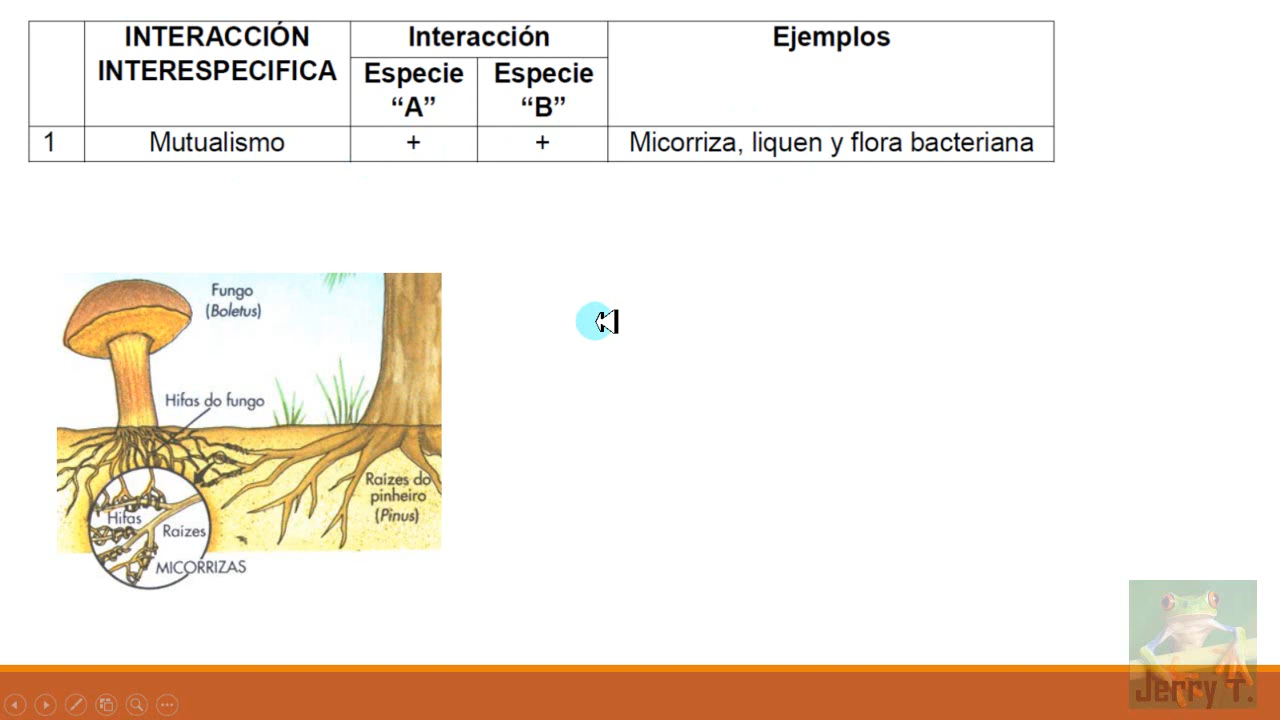 INTERACCIÓN
INTERESPECIFICA
Interacción
Ejemplos
Especie
“A”
Especie
“B”
1 Mutualismo + + Micorriza, liquen y flora bacteriana
Fungo
(Boletus)
Hifas do fungo
Raízes do
pinheiro
(Pinus)
Hifas
Raízes
MICORRIZAS
Jerry T.